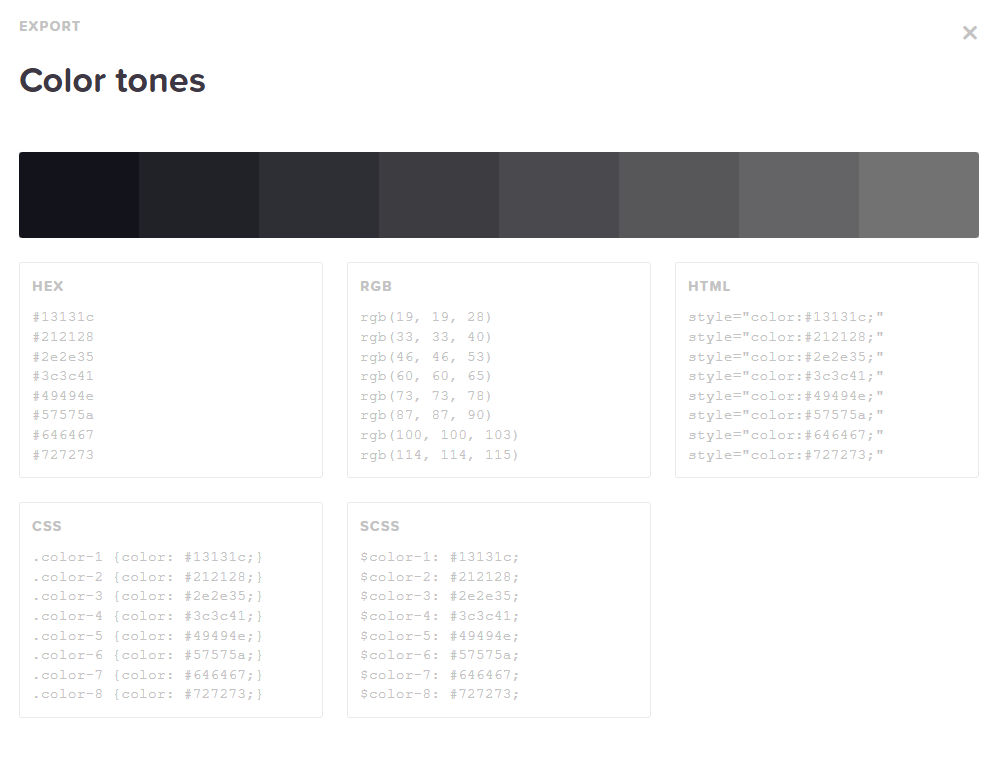 EXPORT
Color tones
HEX
#13131c
#212128
#2e2e35
#3c3c41
#49494e
#57575a
#646467
#727273
RGB
rgb(19, 19, 28)
rgb(33, 33, 40)
rgb(46, 46, 53)
rgb(60, 60, 65)
rgb(73, 73, 78)
rgb(87, 87, 90)
rgb(100, 100, 103)
rgb(114, 114, 115)
HTML
style="color:#13131c;"
style="color:#212128;"
style="color:#2e2e35;"
style="color:#3c3c41;"
style="color:#49494e;"
style="color:#57575a;"
style="color:#646467;"
style="color:#727273;"
CSS
.color-1 {color: #13131c;}
.color-2 {color: #212128;}
.color-3 {color: #2e2e35;}
.color-4 {color: #3c3c41;}
.color-5 {color: #49494e;}
.color-6 {color: #57575a;}
.color-7 {color: #646467;}
.color-8 {color: #727273;}
SCSS
$color-1: #13131c;
$color-2: #212128;
$color-3: #2e2e35;
$color-4: #3c3c41;
$color-5: #49494e;
$color-6: #57575a;
$color-7: #646467;
$color-8: #727273;